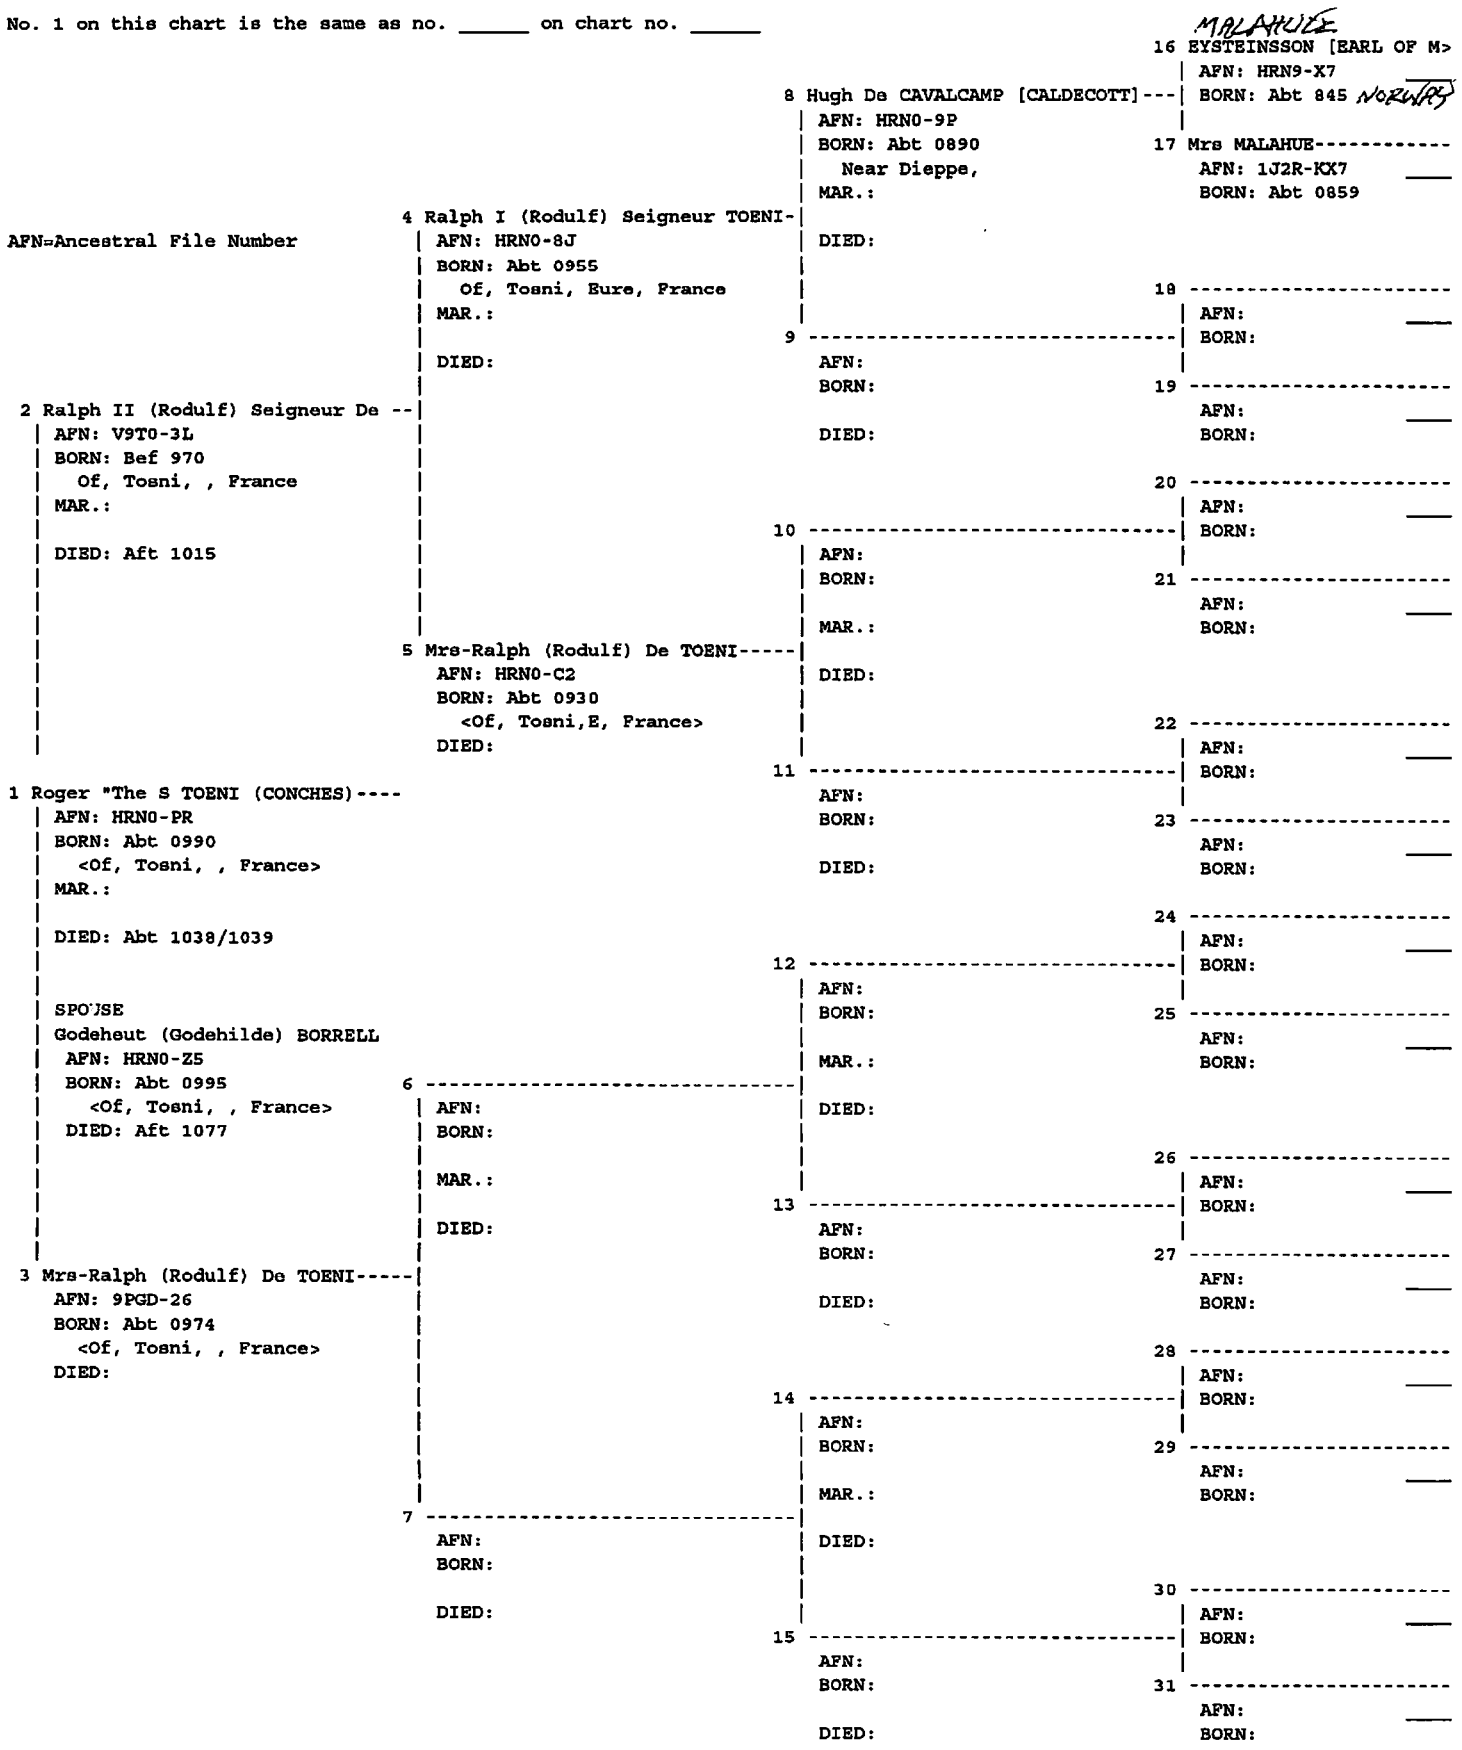 No. 1 on this chart is the same as no. ______ on chart no. ______
MALAHULE
16 EYSTEINSSON [EARL OF M>
AFN: HRN9-X7
BORN: Abt 845 NORWAY
8 Hugh De CAVALCAMP [CALDECOTT]---
AFN: HRN0-9P
BORN: Abt 0890
Near Dieppe,
MAR.:
DIED:
17 Mrs MALAHUE------------
AFN: 1J2R-KX7
BORN: Abt 0859
4 Ralph I (Rodulf) Seigneur TOENI-
AFN: HRN0-8J
BORN: Abt 0955
Of, Tosni, Eure, France
MAR.:
DIED:
AFN=Ancestral File Number
18 ----------------------
AFN:
BORN:
9 -------------------------------
AFN:
BORN:
DIED:
19 ----------------------
AFN:
BORN:
2 Ralph II (Rodulf) Seigneur De --
AFN: V9T0-3L
BORN: Bef 970
Of, Tosni, , France
MAR.:
DIED: Aft 1015
20 ----------------------
AFN:
BORN:
10 -------------------------------
AFN:
BORN:
MAR.:
DIED:
21 ----------------------
AFN:
BORN:
5 Mrs-Ralph (Rodulf) De TOENI-----
AFN: HRN0-C2
BORN: Abt 0930
<Of, Tosni,E, France>
DIED:
22 ----------------------
AFN:
BORN:
11 -------------------------------
AFN:
BORN:
DIED:
23 ----------------------
AFN:
BORN:
1 Roger "The S TOENI (CONCHES)----
AFN: HRN0-PR
BORN: Abt 0990
<Of, Tosni, , France>
MAR.:
DIED: Abt 1038/1039
SPOUSE
Godeheut (Godehilde) BORRELL
AFN: HRN0-Z5
BORN: Abt 0995
<Of, Tosni, , France>
DIED: Aft 1077
24 ----------------------
AFN:
BORN:
12 -------------------------------
AFN:
BORN:
MAR.:
DIED:
25 ----------------------
AFN:
BORN:
6 -------------------------------
AFN:
BORN:
MAR.:
DIED:
26 ----------------------
AFN:
BORN:
13 -------------------------------
AFN:
BORN:
DIED:
27 ----------------------
AFN:
BORN:
3 Mrs-Ralph (Rodulf) De TOENI-----
AFN: 9PGD-26
BORN: Abt 0974
<Of, Tosni, , France>
DIED:
28 ----------------------
AFN:
BORN:
14 -------------------------------
AFN:
BORN:
MAR.:
DIED:
29 ----------------------
AFN:
BORN:
7 -------------------------------
AFN:
BORN:
DIED:
30 ----------------------
AFN:
BORN:
15 -------------------------------
AFN:
BORN:
DIED:
31 ----------------------
AFN:
BORN: